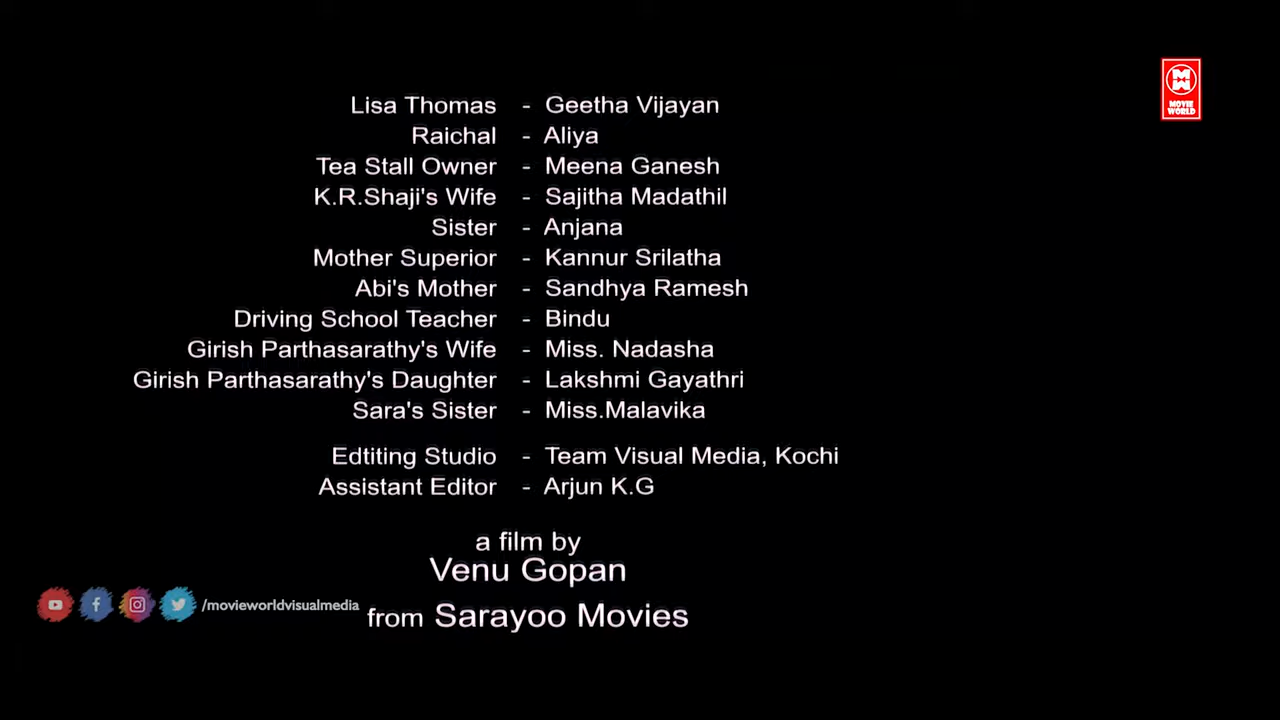 MOVIE
WORLD
Lisa Thomas - Geetha Vijayan
Raichal - Aliya
Tea Stall Owner - Meena Ganesh
K.R.Shaji's Wife - Sajitha Madathil
Sister - Anjana
Mother Superior - Kannur Srilatha
Abi's Mother - Sandhya Ramesh
Driving School Teacher - Bindu
Girish Parthasarathy's Wife - Miss. Nadasha
Girish Parthasarathy's Daughter - Lakshmi Gayathri
Sara's Sister - Miss.Malavika
Edtiting Studio - Team Visual Media, Kochi
Assistant Editor - Arjun K.G
a film by
Venu Gopan
/movieworldvisualmedia
from Sarayoo Movies